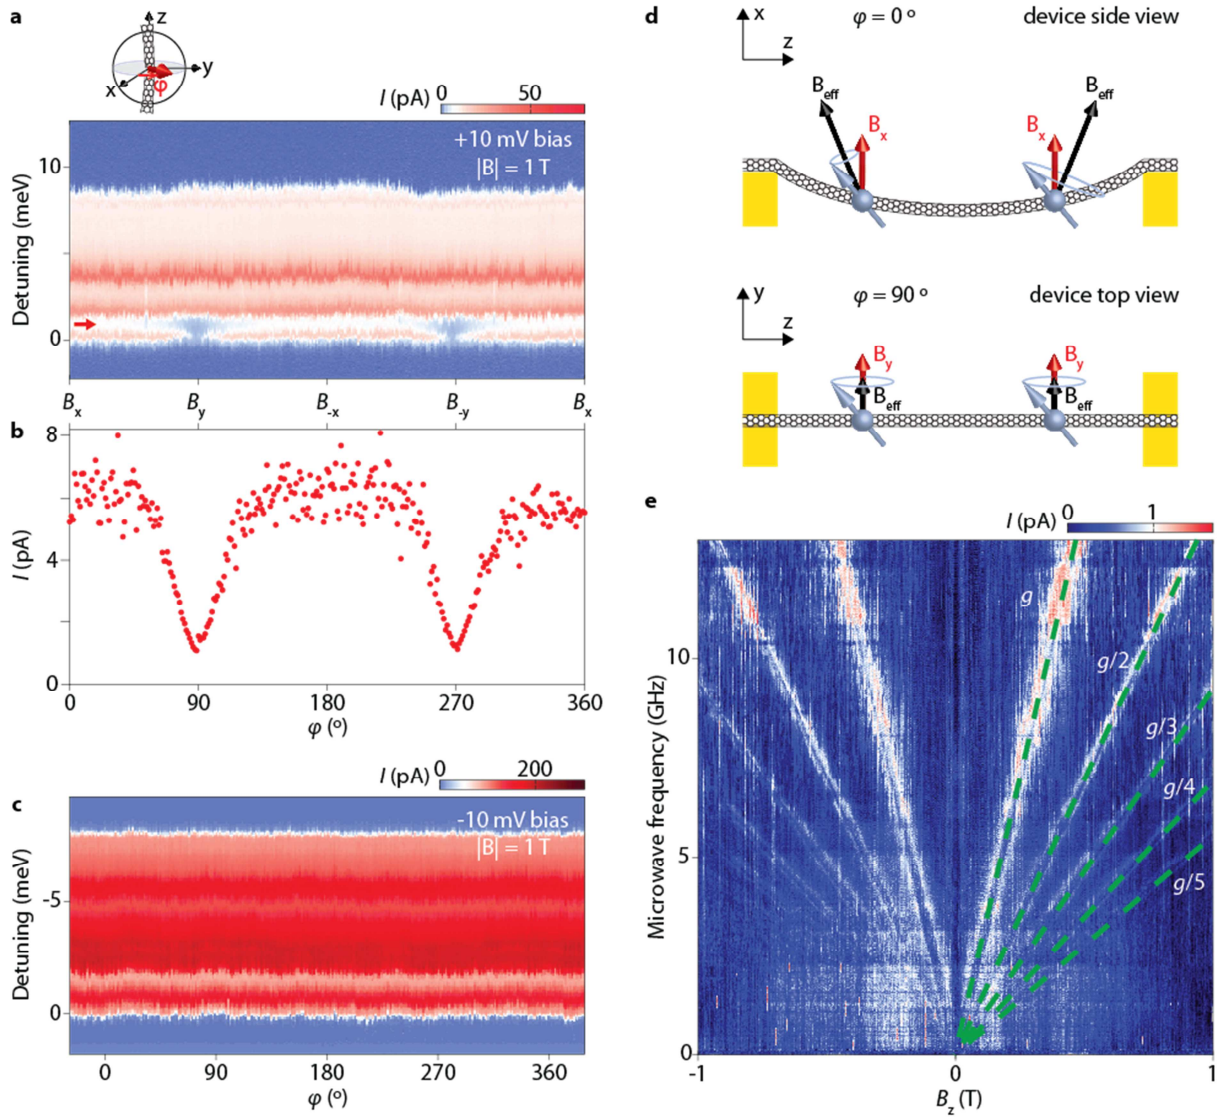 a
z
y
x
φ
I (pA) 0 50
+10 mV bias
|B| = 1 T
Detuning (meV)
10
0
Bx By B-x B-y Bx
b
8
4
0
I (pA)
0 90 180 270 360
φ (º)
I (pA) 0 200
c
-10 mV bias
|B| = 1 T
Detuning (meV)
-5
0
0 90 180 270 360
φ (º)
d
x
z
φ = 0 º
device side view
Beff
Beff
Bx
Bx
y
z
φ = 90 º
device top view
By
By
Beff
Beff
e
I (pA) 0 1
Microwave frequency (GHz)
10
5
0
g
g/2
g/3
g/4
g/5
-1 0 1
Bz (T)